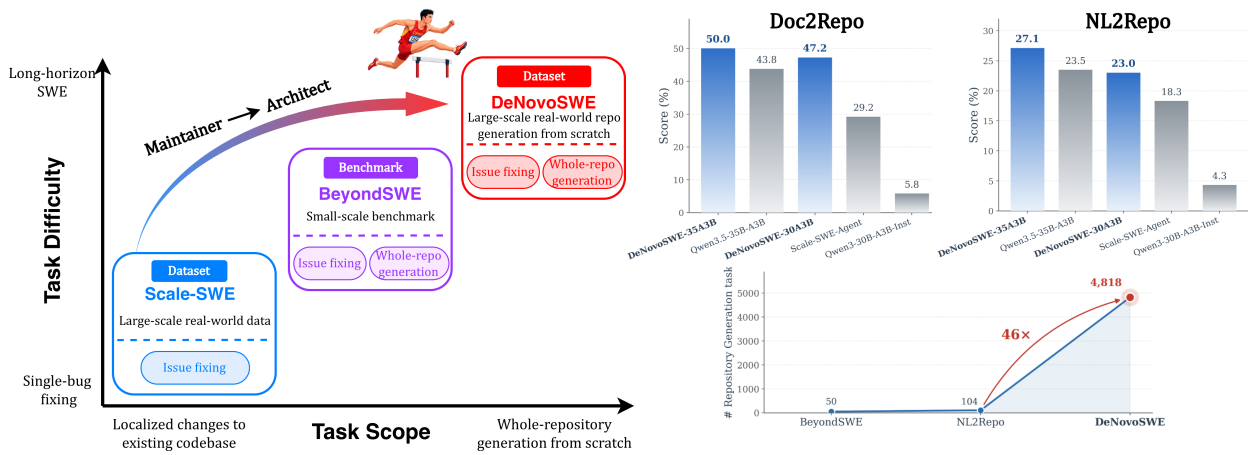 Long-horizon
SWE
Task Difficulty
Single-bug
fixing
Maintainer
Architect
Dataset
DeNovoSWE
Large-scale real-world repo
generation from scratch
Issue fixing
Whole-repo
generation
Benchmark
BeyondSWE
Small-scale benchmark
Issue fixing
Whole-repo
generation
Dataset
Scale-SWE
Large-scale real-world data
Issue fixing
Localized changes to
existing codebase
Task Scope
Whole-repository
generation from scratch
Doc2Repo
Score (%)
50
40
30
20
10
0
50.0
43.8
47.2
29.2
5.8
DeNovoSWE-35A3B
Qwen3.5-35B-A3B
DeNovoSWE-30A3B
Scale-SWE-Agent
Qwen3-30B-A3B-Inst
NL2Repo
Score (%)
30
25
20
15
10
5
0
27.1
23.5
23.0
18.3
4.3
DeNovoSWE-35A3B
Qwen3.5-35B-A3B
DeNovoSWE-30A3B
Scale-SWE-Agent
Qwen3-30B-A3B-Inst
# Repository Generation task
5000
4000
3000
2000
1000
0
50
104
4,818
46×
BeyondSWE
NL2Repo
DeNovoSWE